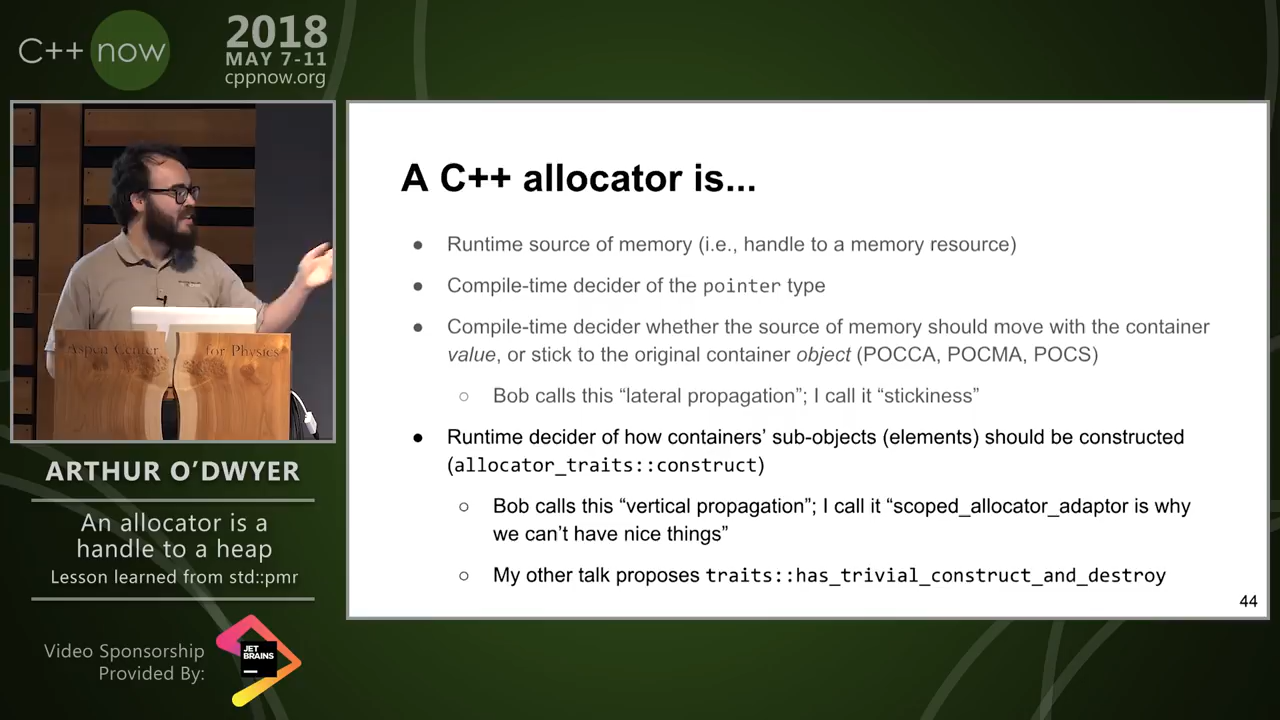 C++ now
2018
MAY 7-11
cppnow.org
Aspen Center for Physics
ARTHUR O’DWYER
An allocator is a
handle to a heap
Lesson learned from std::pmr
Video Sponsorship
Provided By:
JET
BRAINS
A C++ allocator is...
● Runtime source of memory (i.e., handle to a memory resource)
● Compile-time decider of the pointer type
● Compile-time decider whether the source of memory should move with the container
value, or stick to the original container object (POCCA, POCMA, POCS)
○ Bob calls this “lateral propagation”; I call it “stickiness”
● Runtime decider of how containers’ sub-objects (elements) should be constructed
(allocator_traits::construct)
○ Bob calls this “vertical propagation”; I call it “scoped_allocator_adaptor is why
we can’t have nice things”
○ My other talk proposes traits::has_trivial_construct_and_destroy
44